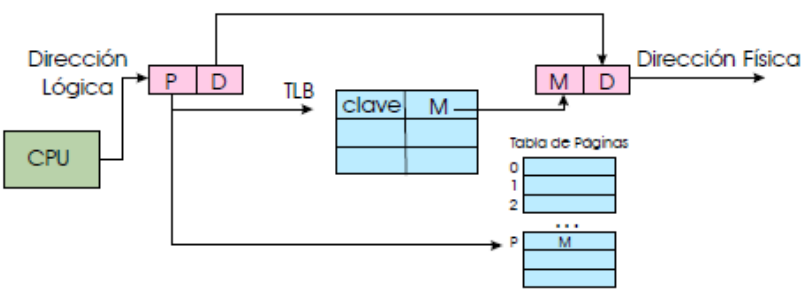 Dirección
Lógica
P D
TLB
clave M
M D
Dirección Física
CPU
Tabla de Páginas
0
1
2
...
P M